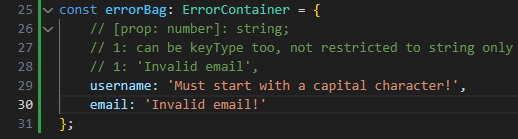 25 const errorBag: ErrorContainer = {
26 // [prop: number]: string;
27 // 1: can be keyType too, not restricted to string only
28 // 1: 'Invalid email',
29 username: 'Must start with a capital character!',
30 email: 'Invalid email!'
31 };